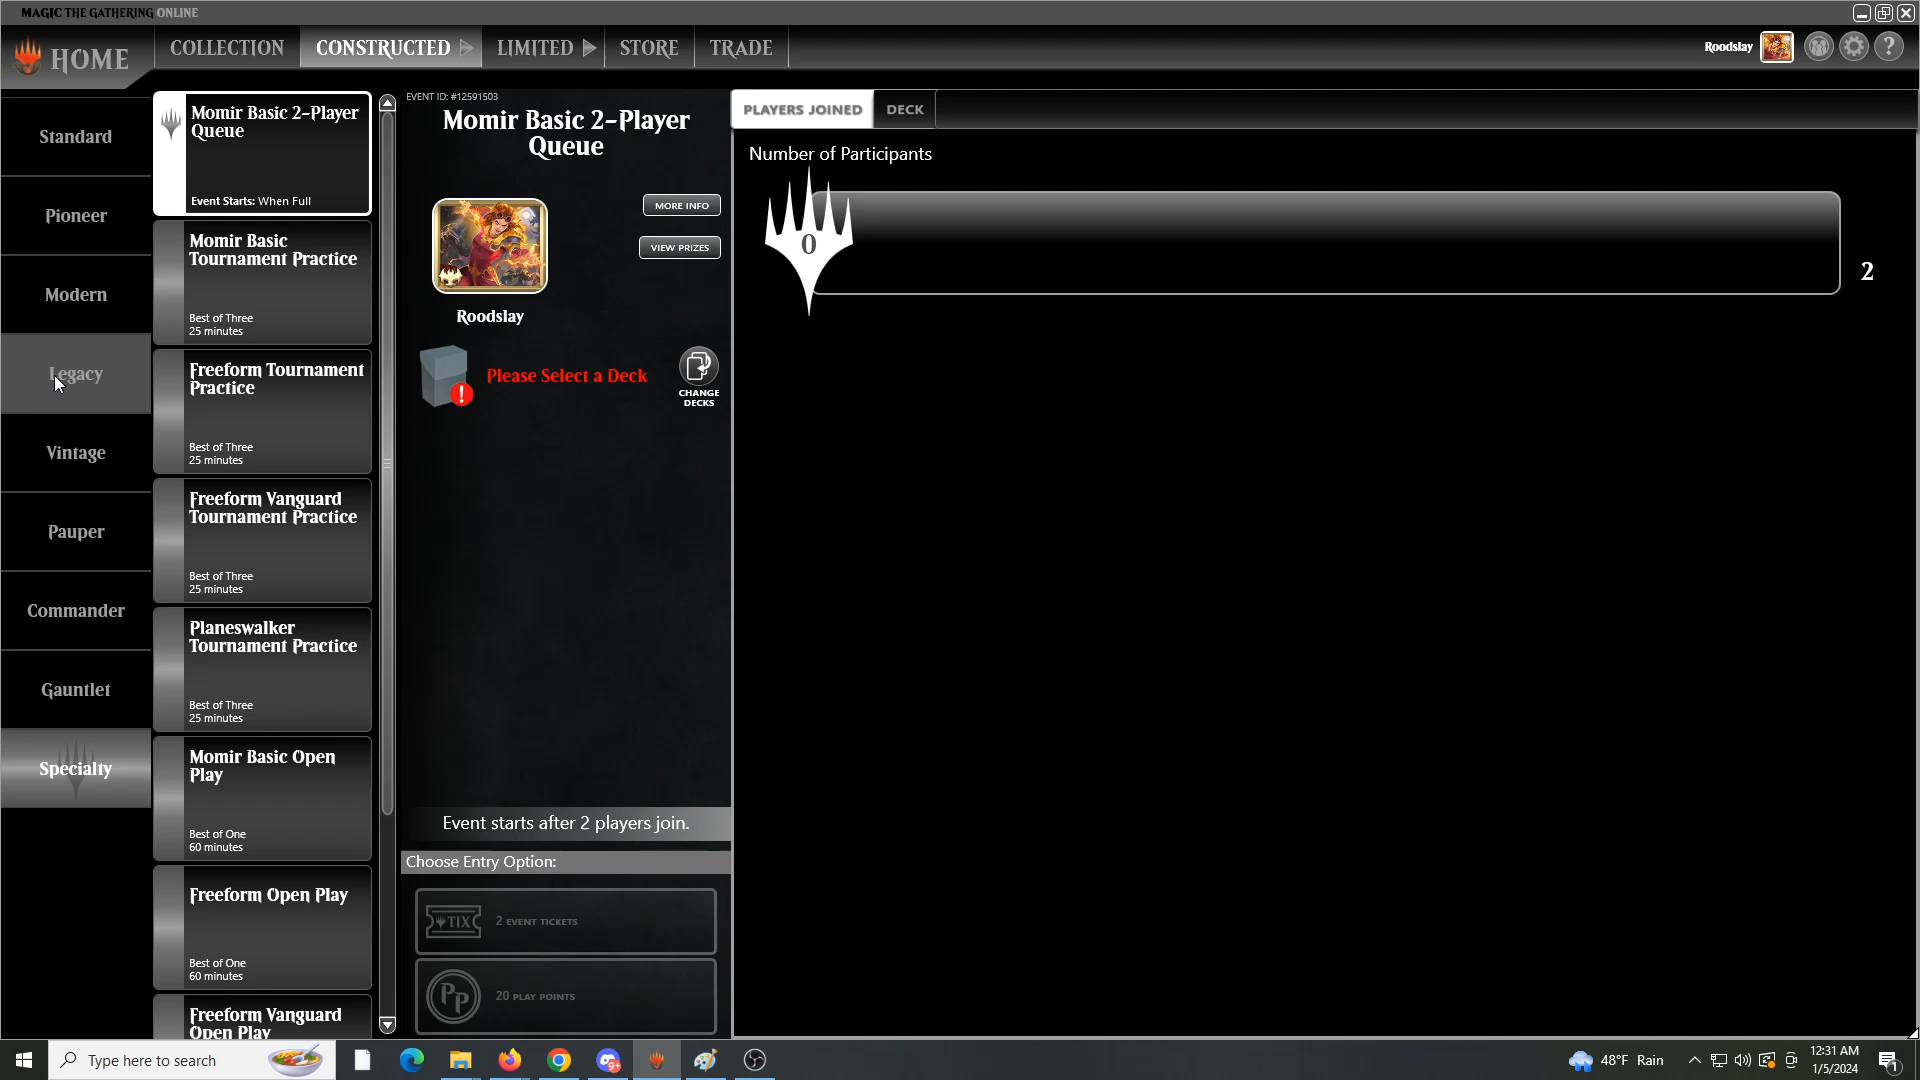 MAGIC THE GATHERING ONLINE
HOME
COLLECTION
CONSTRUCTED
LIMITED
STORE
TRADE
Roodslay
?
Standard
Pioneer
Modern
Legacy
Vintage
Pauper
Commander
Gauntlet
Specialty
Momir Basic 2-Player
Queue
Event Starts: When Full
Momir Basic
Tournament Practice
Best of Three
25 minutes
Freeform Tournament
Practice
Best of Three
25 minutes
Freeform Vanguard
Tournament Practice
Best of Three
25 minutes
Planeswalker
Tournament Practice
Best of Three
25 minutes
Momir Basic Open
Play
Best of One
60 minutes
Freeform Open Play
Best of One
60 minutes
Freeform Vanguard
Open Play
EVENT ID: #12591503
Momir Basic 2-Player
Queue
MORE INFO
VIEW PRIZES
Roodslay
!
Please Select a Deck
CHANGE
DECKS
Event starts after 2 players join.
Choose Entry Option:
TIX
2 EVENT TICKETS
PP
20 PLAY POINTS
PLAYERS JOINED
DECK
Number of Participants
0
2
Type here to search
9+
48°F Rain
12:31 AM
1/5/2024
1